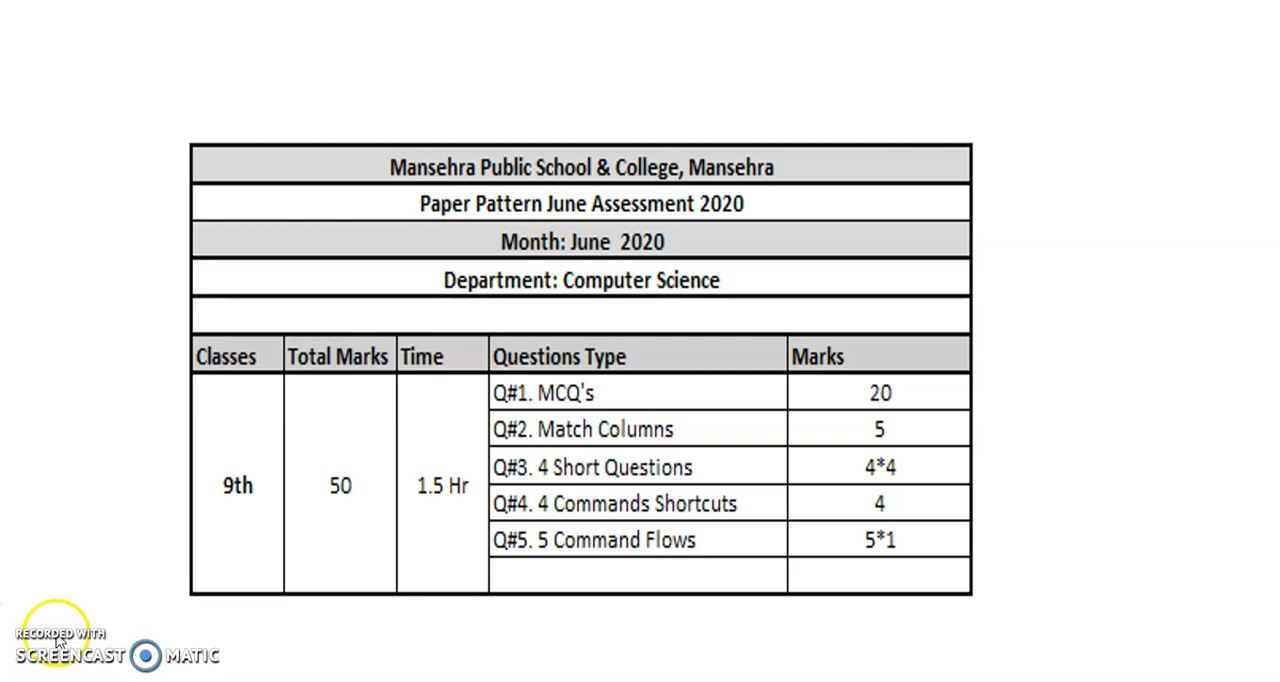 Mansehra Public School & College, Mansehra
Paper Pattern June Assessment 2020
Month: June 2020
Department: Computer Science
Classes Total Marks Time Questions Type Marks
Q#1. MCQ's 20
Q#2. Match Columns 5
Q#3. 4 Short Questions 4*4
9th 50 1.5 Hr
Q#4. 4 Commands Shortcuts 4
Q#5. 5 Command Flows 5*1
RECORDED WITH
SCREENCAST MATIC